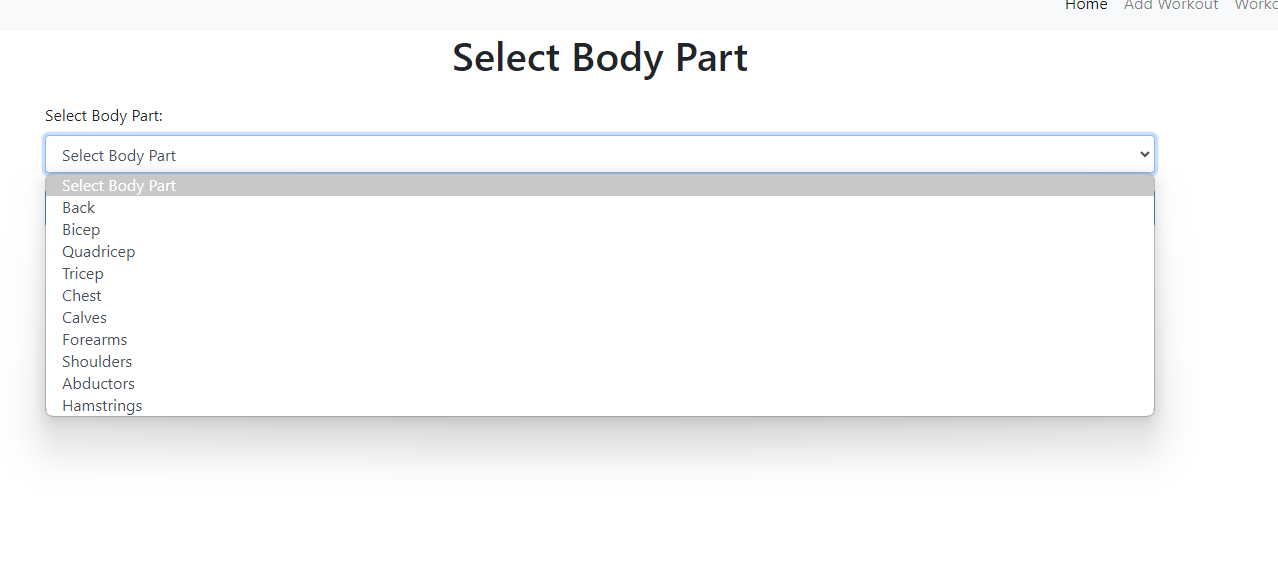 Home Add Workout
Select Body Part
Select Body Part:
Select Body Part
Select Body Part
Back
Bicep
Quadricep
Tricep
Chest
Calves
Forearms
Shoulders
Abductors
Hamstrings